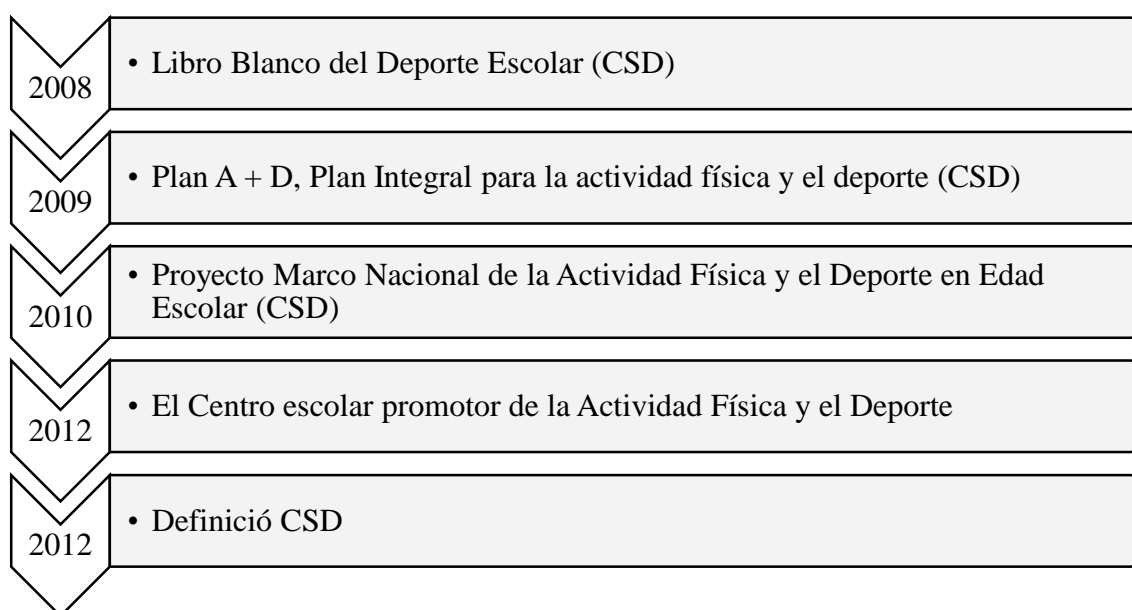 2008
• Libro Blanco del Deporte Escolar (CSD)
2009
• Plan A + D, Plan Integral para la actividad física y el deporte (CSD)
2010
• Proyecto Marco Nacional de la Actividad Física y el Deporte en Edad
Escolar (CSD)
2012
• El Centro escolar promotor de la Actividad Física y el Deporte
2012
• Definició CSD